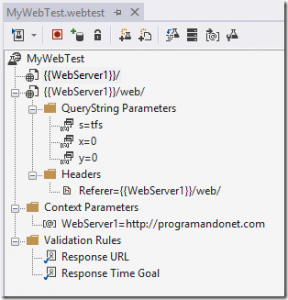 MyWebTest.webtest
MyWebTest
{{WebServer1}}/
{{WebServer1}}/web/
QueryString Parameters
s=tfs
x=0
y=0
Headers
Referer={{WebServer1}}/web/
Context Parameters
WebServer1=http://programandonet.com
Validation Rules
Response URL
Response Time Goal